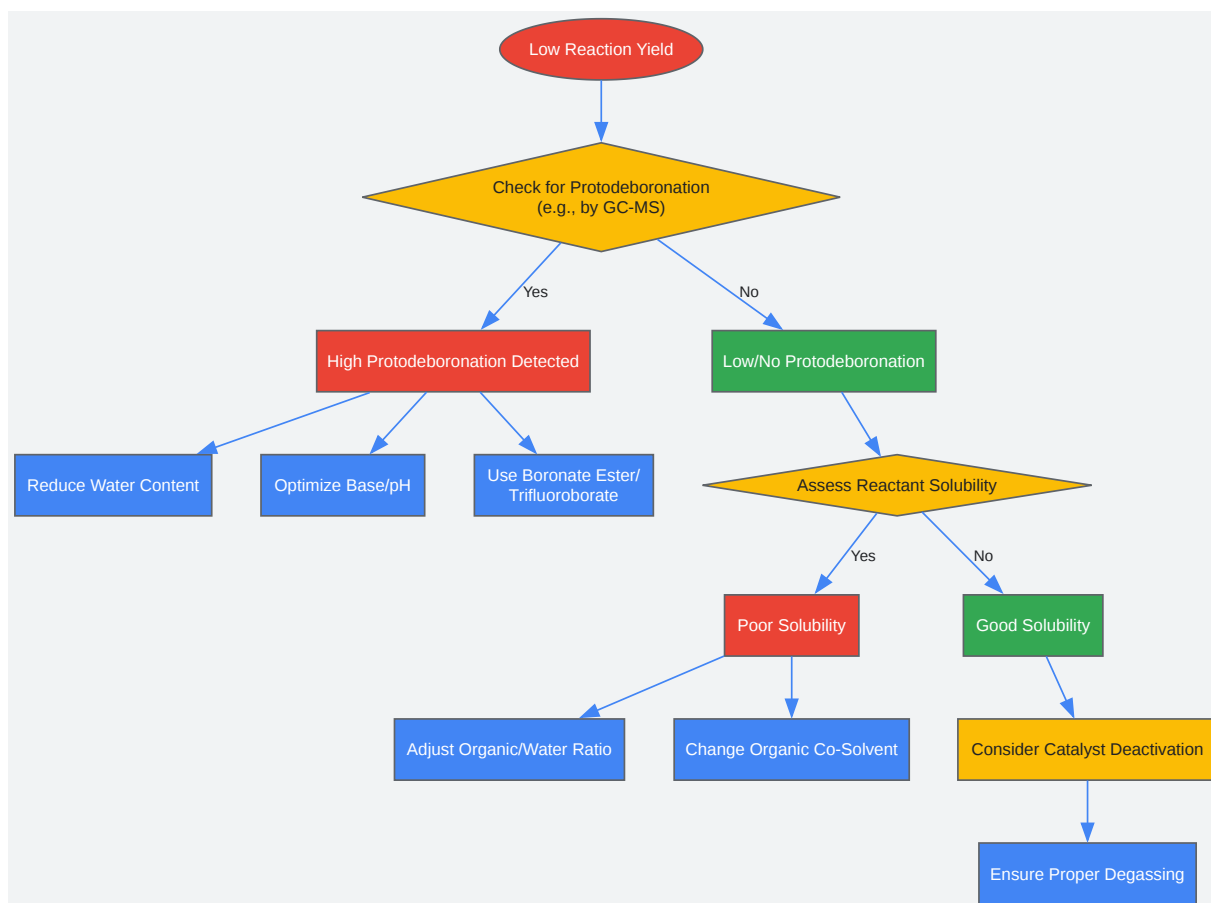 Low Reaction Yield
Check for Protodeboronation
(e.g., by GC-MS)
Yes
No
High Protodeboronation Detected
Low/No Protodeboronation
Reduce Water Content
Optimize Base/pH
Use Boronate Ester/
Trifluoroborate
Assess Reactant Solubility
Yes
No
Poor Solubility
Good Solubility
Adjust Organic/Water Ratio
Change Organic Co-Solvent
Consider Catalyst Deactivation
Ensure Proper Degassing